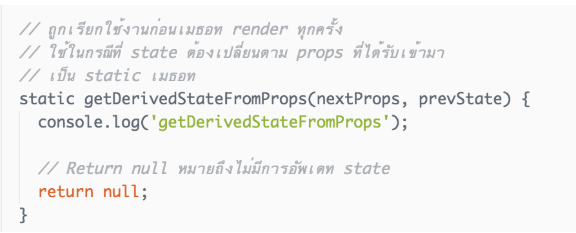 // ถูกเรียกใช้งานก่อนเมธอท render ทุกครั้ง
// ใช้ในกรณีที่ state ต้องเปลี่ยนตาม props ที่ได้รับเข้ามา
// เป็น static เมธอท
static getDerivedStateFromProps(nextProps, prevState) {
console.log('getDerivedStateFromProps');
// Return null หมายถึงไม่มีการอัพเดท state
return null;
}